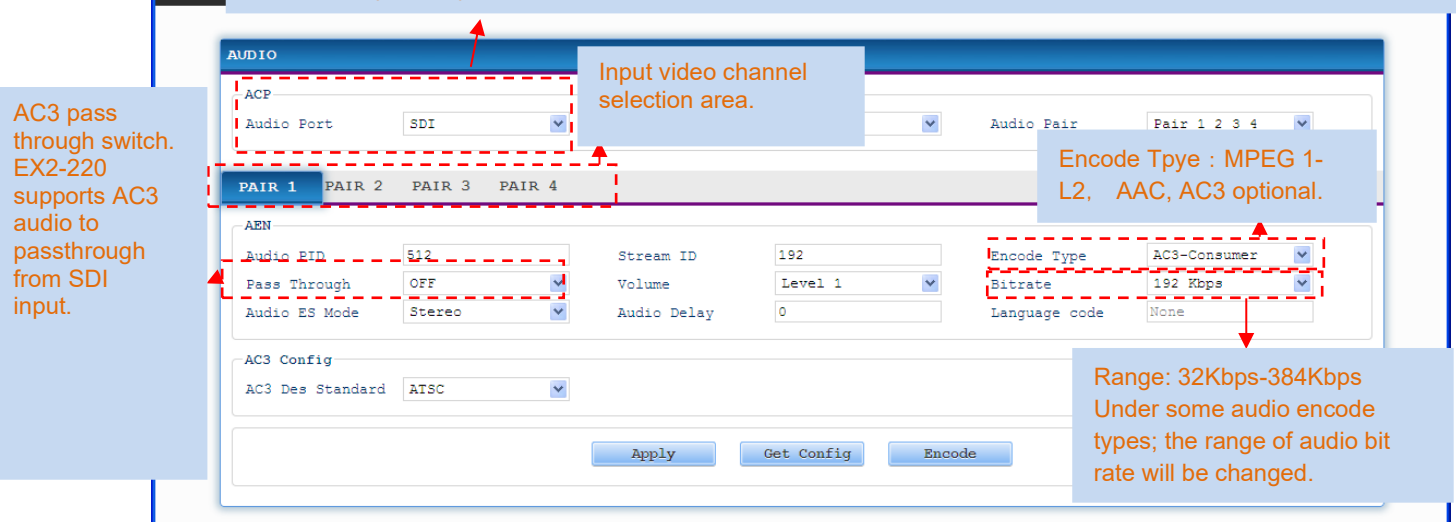 AUDIO
ACP
Audio Port SDI
Audio Pair Pair 1 2 3 4
Input video channel
selection area.
AC3 pass
through switch.
EX2-220
supports AC3
audio to
passthrough
from SDI
input.
Encode Tpye：MPEG 1-
L2, AAC, AC3 optional.
PAIR 1 PAIR 2 PAIR 3 PAIR 4
AEN
Audio PID 512 Stream ID 192 Encode Type AC3-Consumer
Pass Through OFF Volume Level 1 Bitrate 192 Kbps
Audio ES Mode Stereo Audio Delay 0 Language code None
AC3 Config
AC3 Des Standard ATSC
Range: 32Kbps-384Kbps
Under some audio encode
types; the range of audio bit
rate will be changed.
Apply Get Config Encode